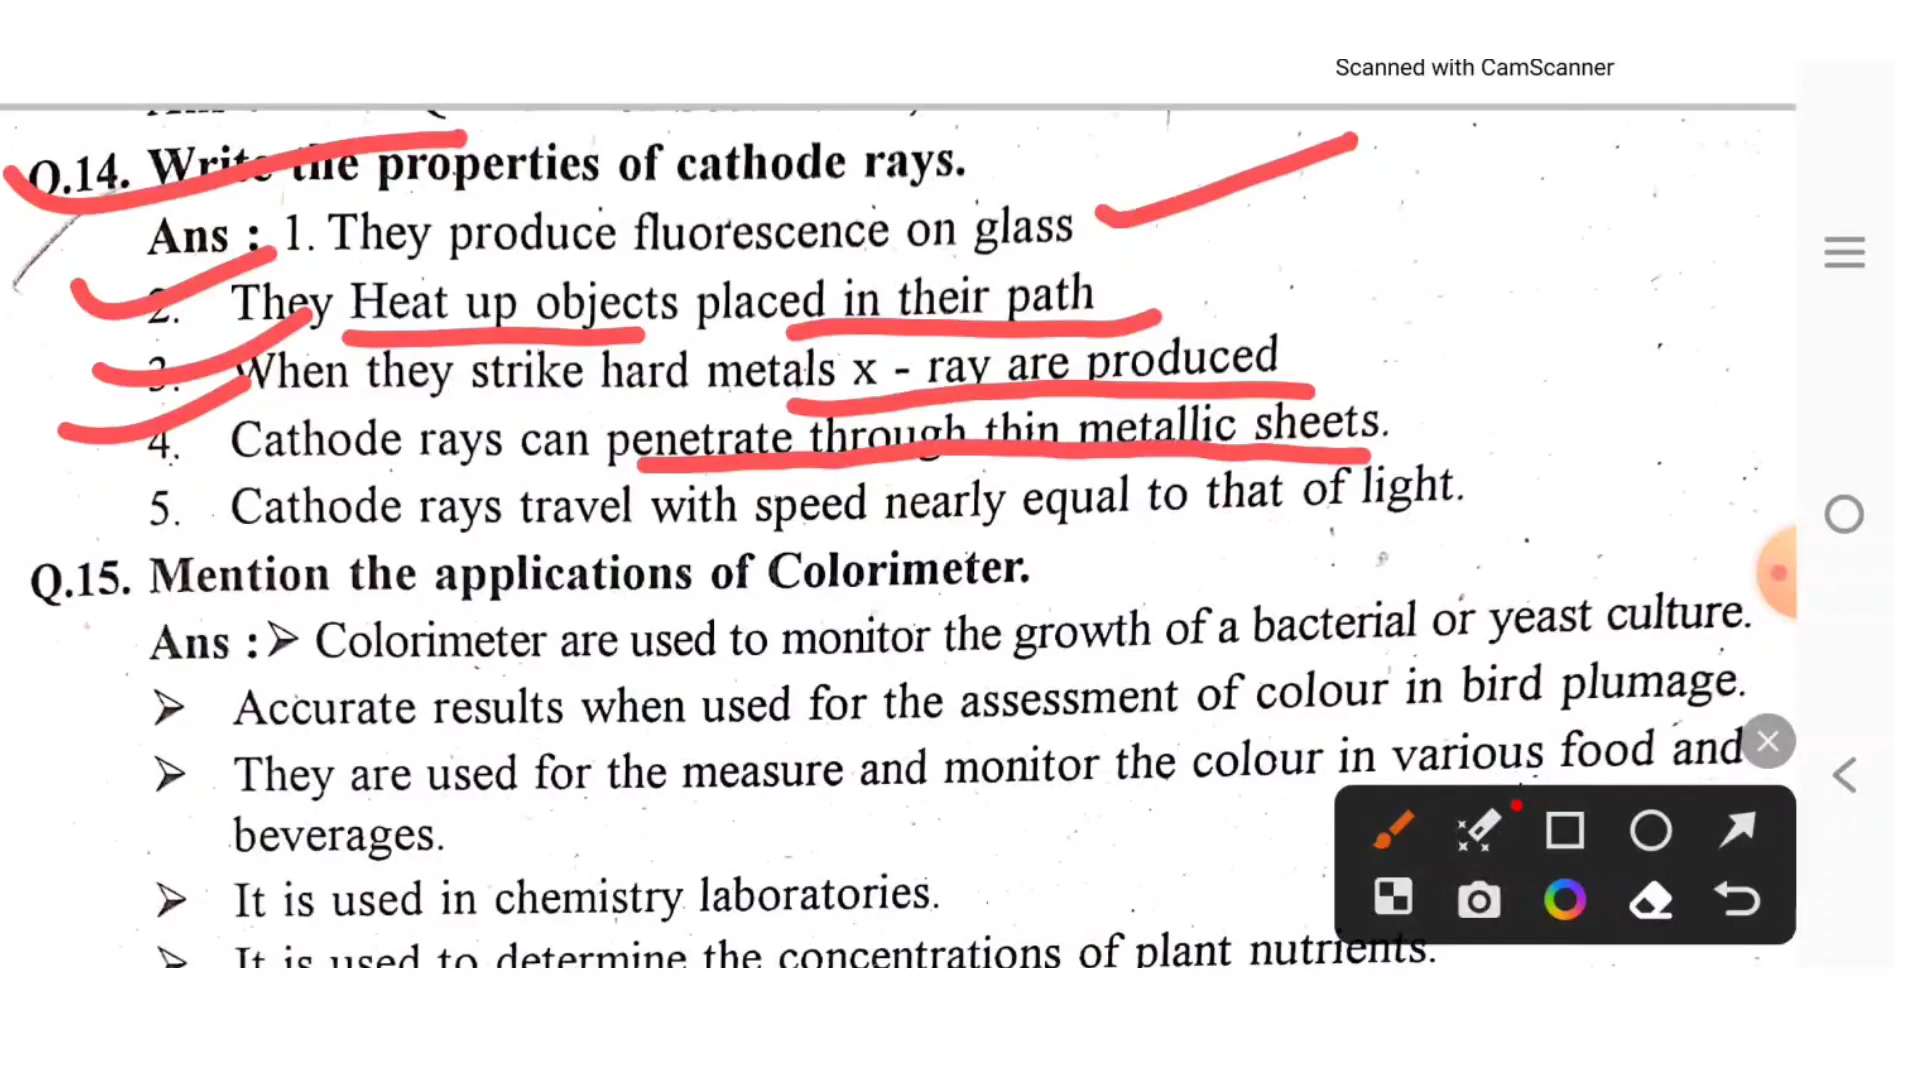 Scanned with CamScanner
Q.14. Write the properties of cathode rays.
Ans : 1. They produce fluorescence on glass
2. They Heat up objects placed in their path
3. When they strike hard metals x - ray are produced
4. Cathode rays can penetrate through thin metallic sheets.
5. Cathode rays travel with speed nearly equal to that of light.
Q.15. Mention the applications of Colorimeter.
Ans :➢ Colorimeter are used to monitor the growth of a bacterial or yeast culture.
➢ Accurate results when used for the assessment of colour in bird plumage.
➢ They are used for the measure and monitor the colour in various food and
beverages.
➢ It is used in chemistry laboratories.
➢ It is used to determine the concentrations of plant nutrients.